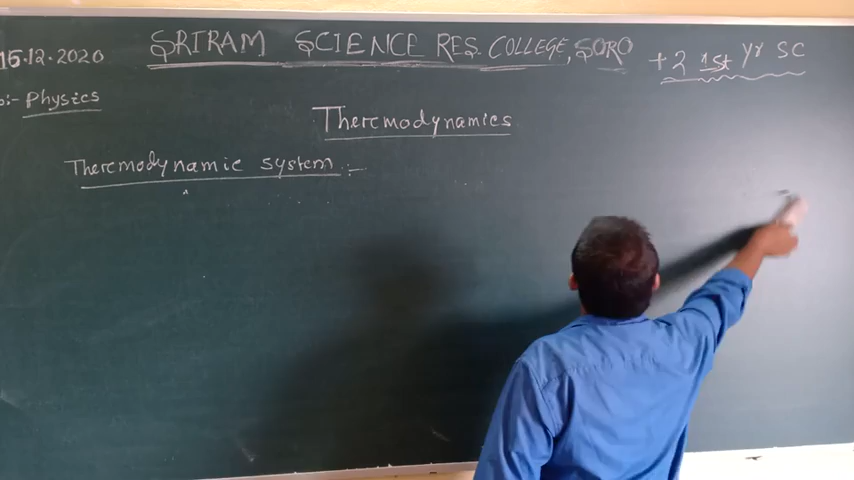 15.12.2020 SRIRAM SCIENCE RES. COLLEGE, SORO +2 1st Yr SC
:- Physics
Thermodynamics
Thermodynamic system :-